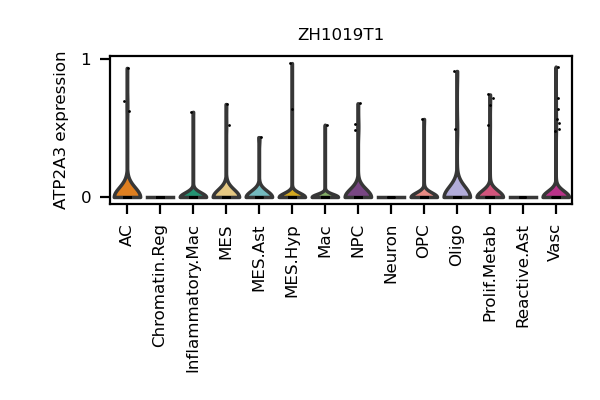 ZH1019T1
ATP2A3 expression
1
0
AC
Chromatin.Reg
Inflammatory.Mac
MES
MES.Ast
MES.Hyp
Mac
NPC
Neuron
OPC
Oligo
Prolif.Metab
Reactive.Ast
Vasc